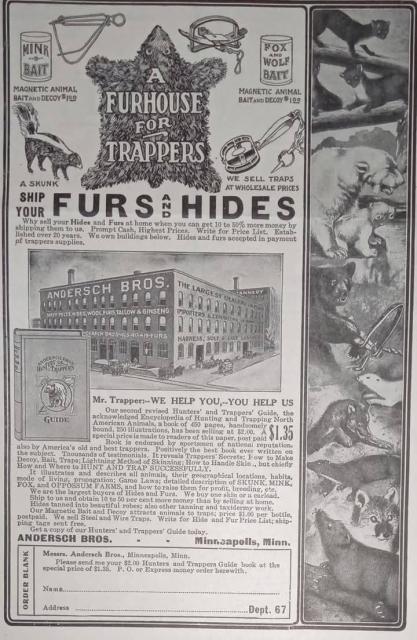 MINK
AND
BAIT
FOX
AND
WOLF
BAIT
MAGNETIC ANIMAL
BAIT AND DECOY $1.00
MAGNETIC ANIMAL
BAIT AND DECOY $1.00
A
FURHOUSE
FOR
TRAPPERS
A SKUNK
WE SELL TRAPS
AT WHOLESALE PRICES
SHIP YOUR FURS AND HIDES
Why sell your Hides and Furs at home when you can get 10 to 50% more money by
shipping them to us. Prompt Cash, Highest Prices. Write for Price List. Estab-
lished over 20 years. We own buildings below. Hides and furs accepted in payment
of trappers supplies.
ANDERSCH BROS.
THE LARGEST DEALERS
TANNERY
HIDES, FURS
GUIDE
Mr. Trapper:-WE HELP YOU,-YOU HELP US
Our second revised Hunters' and Trappers' Guide, the
acknowledged Encyclopedia of Hunting and Trapping North
American Animals, a book of 450 pages, handsomely
bound, 250 illustrations, has been selling at $2.00. A
special price is made to readers of this paper, post paid $1.35
Book is endorsed by sportsmen of national reputation,
also by America's old and best trappers. Positively the best book ever written on
the subject. Thousands of testimonials. It reveals Trappers' Secrets; How to Make
Decoy, Bait, Traps; Lightning Method of Skinning; How to Handle Skin, but chiefly
How and Where to HUNT AND TRAP SUCCESSFULLY.
It illustrates and describes all animals, their geographical locations, habits,
mode of living, propagation; Game Laws; detailed description of SKUNK, MINK,
FOX, and OPPOSSUM FARMS, and how to raise them for profit, breeding, etc.
We are the largest buyers of Hides and Furs. We buy one skin or a carload.
Ship to us and obtain 10 to 50 per cent more money than by selling at home.
Hides tanned into beautiful robes; also other tanning and taxidermy work.
Our Magnetic Bait and Decoy attracts animals to traps; price $1.00 per bottle,
postpaid. We sell Steel and Wire Traps. Write for Hide and Fur Price List; ship-
ping tags sent free.
Get a copy of our Hunters' and Trappers' Guide today.
ANDERSCH BROS. - - Minneapolis, Minn.
ORDER BLANK
Messrs. Andersch Bros., Minneapolis, Minn.
Please send me your $2.00 Hunters and Trappers Guide book at the
special price of $1.35. P. O. or Express money order herewith.
Name
Address
Dept. 67